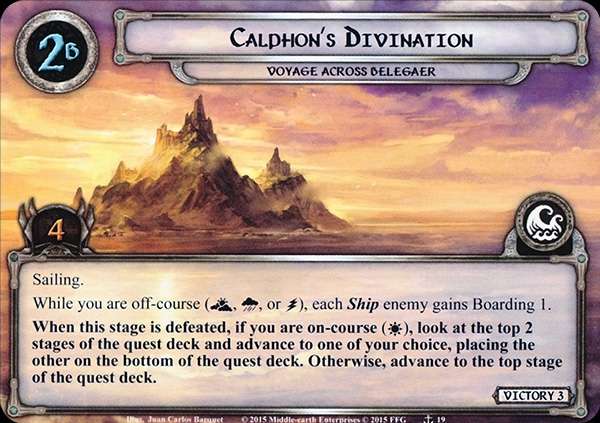 2B
CALPHON'S DIVINATION
VOYAGE ACROSS BELEGAER
4
Sailing.
While you are off-course (, , or ), each Ship enemy gains Boarding 1.
When this stage is defeated, if you are on-course (), look at the top 2
stages of the quest deck and advance to one of your choice, placing the
other on the bottom of the quest deck. Otherwise, advance to the top stage
of the quest deck.
VICTORY 3
Illus. Juan Carlos Barquet © 2015 Middle-earth Enterprises © 2015 FFG 19